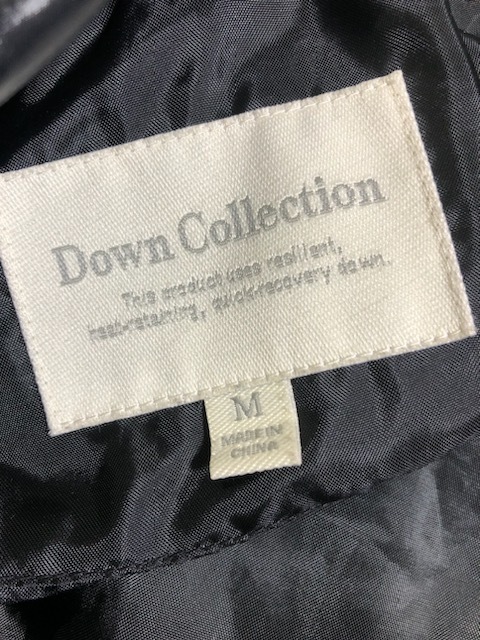 Down Collection
This product uses resilient,
heat-retaining, quick-recovery down.
M
MADE IN
CHINA